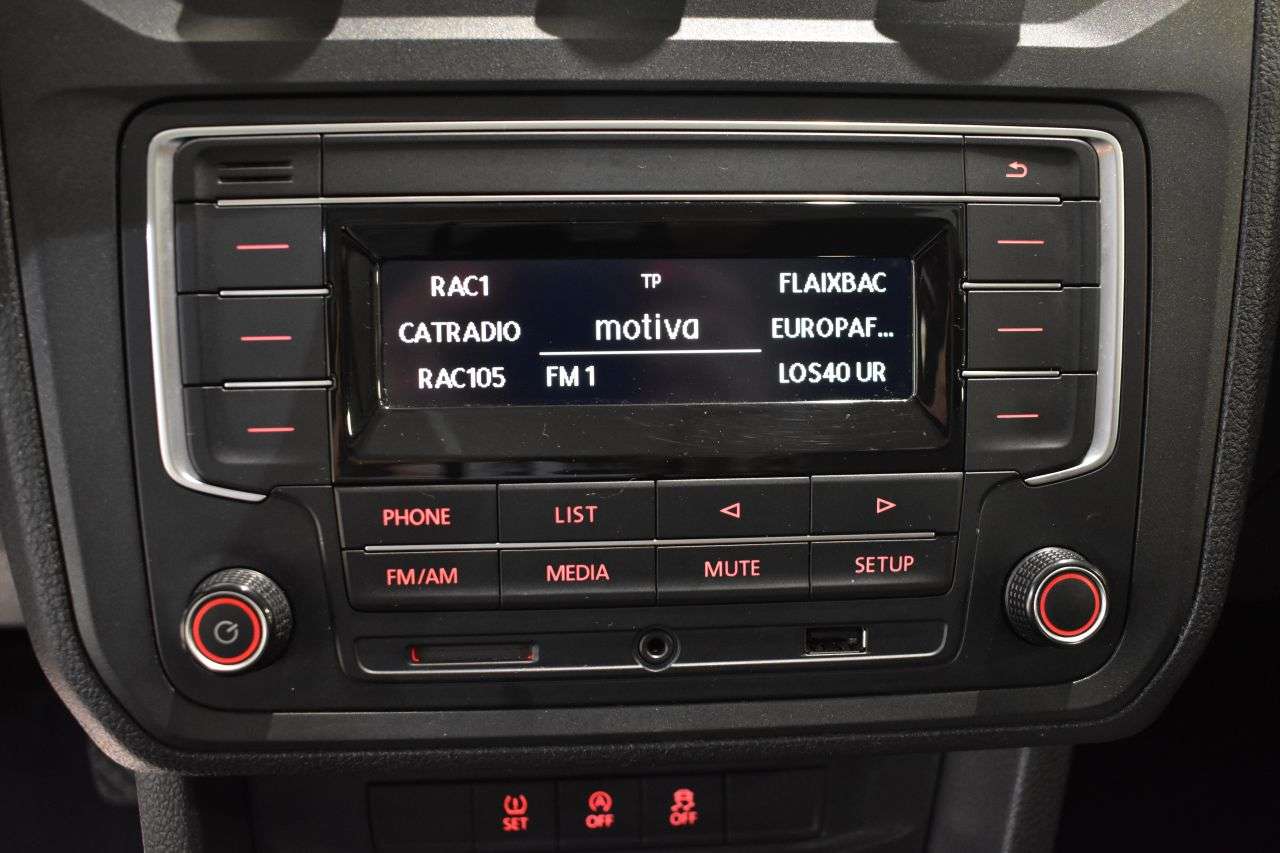 RAC1 TP FLAIXBAC
CATRADIO motiva EUROPAF...
RAC105 FM 1 LOS40 UR
PHONE LIST
FM/AM MEDIA MUTE SETUP
SET OFF OFF